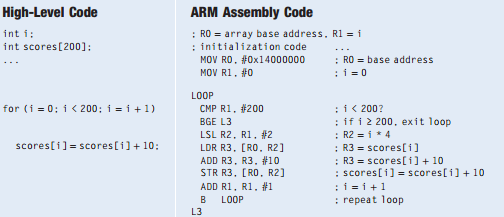 High-Level Code
int i;
int scores[200];
...
for (i = 0; i < 200; i = i + 1)
scores[i] = scores[i] + 10;
ARM Assembly Code
; R0 = array base address, R1 = i
; initialization code ...
MOV R0, #0x14000000 ; R0 = base address
MOV R1, #0 ; i = 0
LOOP
CMP R1, #200 ; i < 200?
BGE L3 ; if i ≥ 200, exit loop
LSL R2, R1, #2 ; R2 = i * 4
LDR R3, [R0, R2] ; R3 = scores[i]
ADD R3, R3, #10 ; R3 = scores[i] + 10
STR R3, [R0, R2] ; scores[i] = scores[i] + 10
ADD R1, R1, #1 ; i = i + 1
B LOOP ; repeat loop
L3